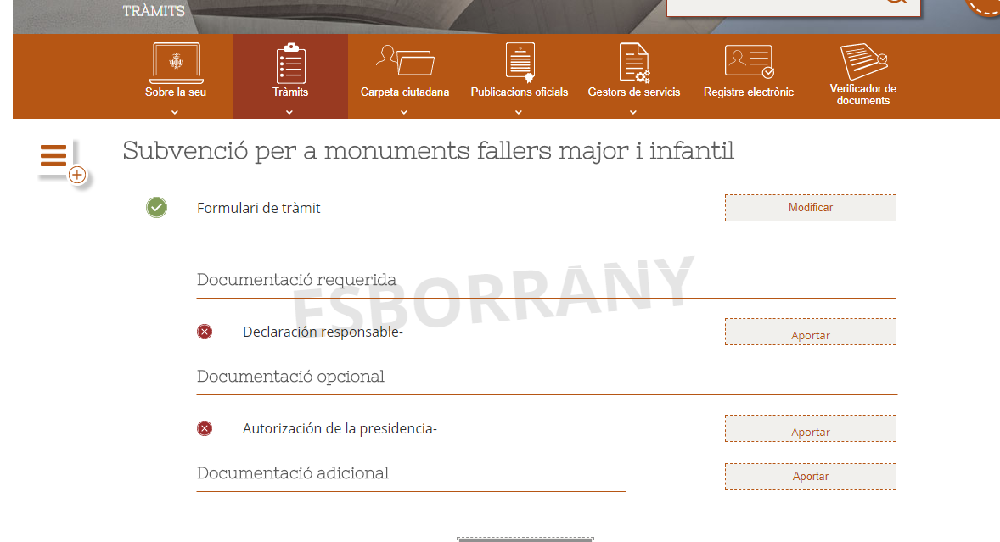 TRÀMITS
Sobre la seu
Tràmits
Carpeta ciutadana
Publicacions oficials
Gestors de servicis
Registre electrònic
Verificador de
documents
Subvenció per a monuments fallers major i infantil
Formulari de tràmit
Modificar
ESBORRANY
Documentació requerida
Declaración responsable-
Aportar
Documentació opcional
Autorización de la presidencia-
Aportar
Documentació adicional
Aportar